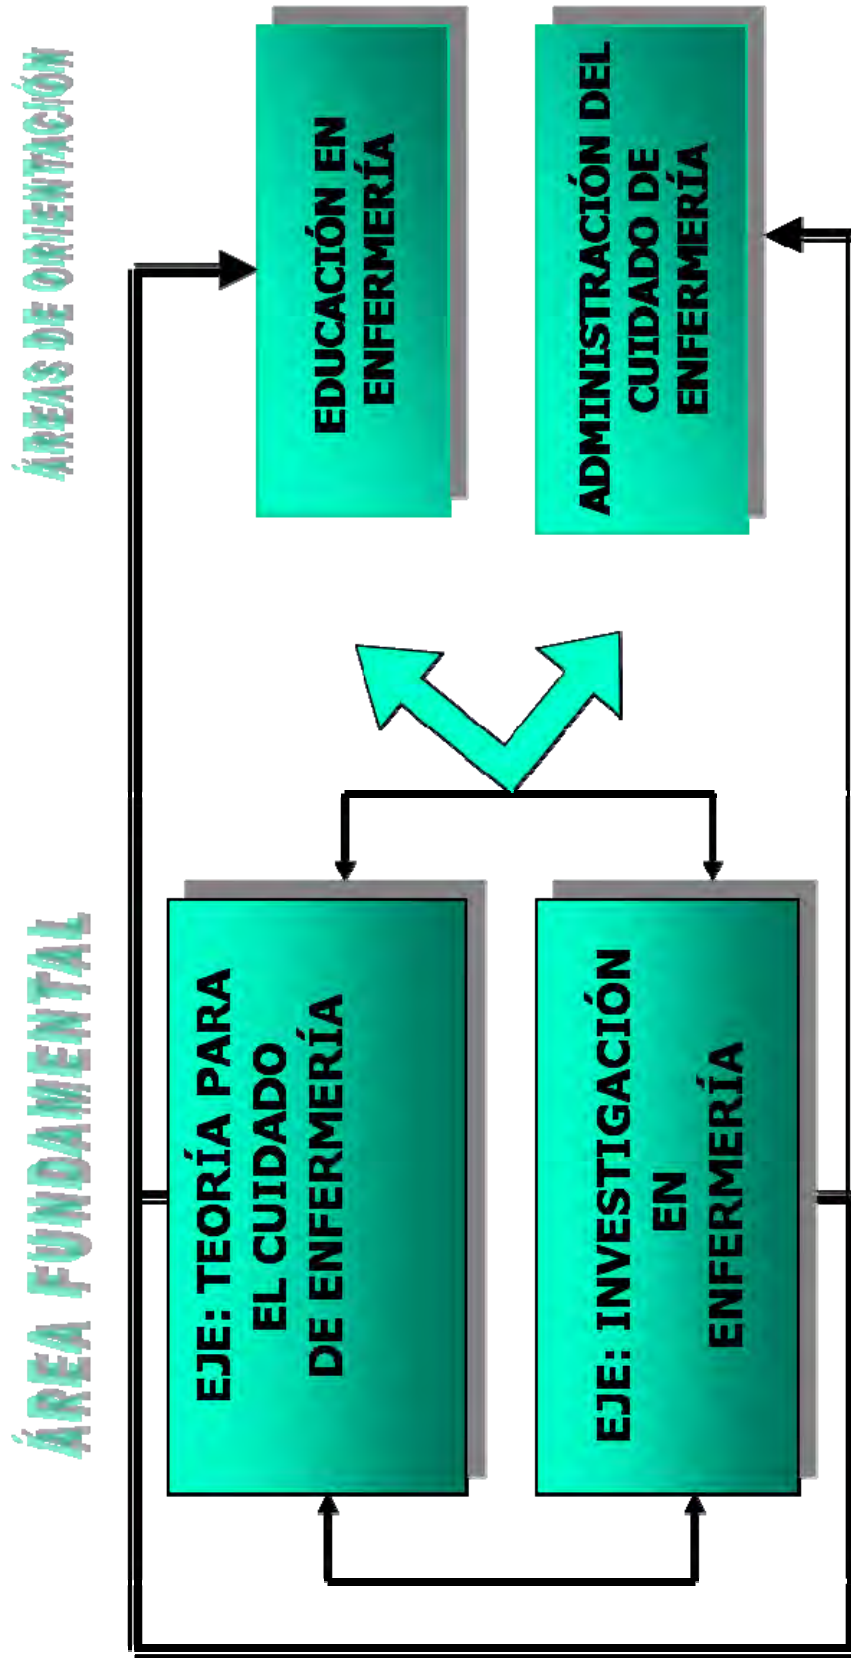 ÁREA FUNDAMENTAL
ÁREAS DE ORIENTACIÓN
EJE: TEORÍA PARA
EL CUIDADO
DE ENFERMERÍA
EDUCACIÓN EN
ENFERMERÍA
EJE: INVESTIGACIÓN
EN
ENFERMERÍA
ADMINISTRACIÓN DEL
CUIDADO DE
ENFERMERÍA